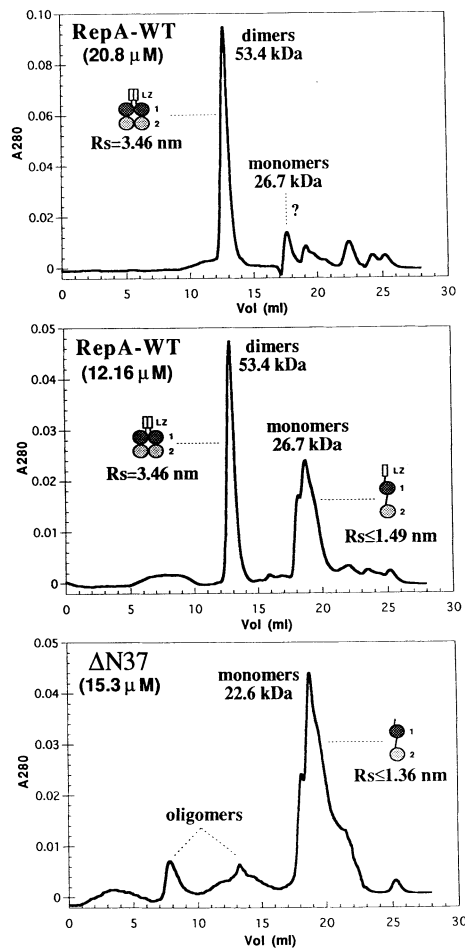 RepA-WT
(20.8 μM)
dimers
53.4 kDa
LZ
1
2
Rs=3.46 nm
monomers
26.7 kDa
?
A280
0.10
0.08
0.06
0.04
0.02
0
0 5 10 15 20 25 30
Vol (ml)
RepA-WT
(12.16 μM)
dimers
53.4 kDa
LZ
1
2
Rs=3.46 nm
monomers
26.7 kDa
LZ
1
2
Rs≤1.49 nm
A280
0.05
0.04
0.03
0.02
0.01
0
0 5 10 15 20 25 30
Vol (ml)
ΔN37
(15.3 μM)
monomers
22.6 kDa
1
2
Rs≤1.36 nm
oligomers
A280
0.05
0.04
0.03
0.02
0.01
0
0 5 10 15 20 25 30
Vol (ml)